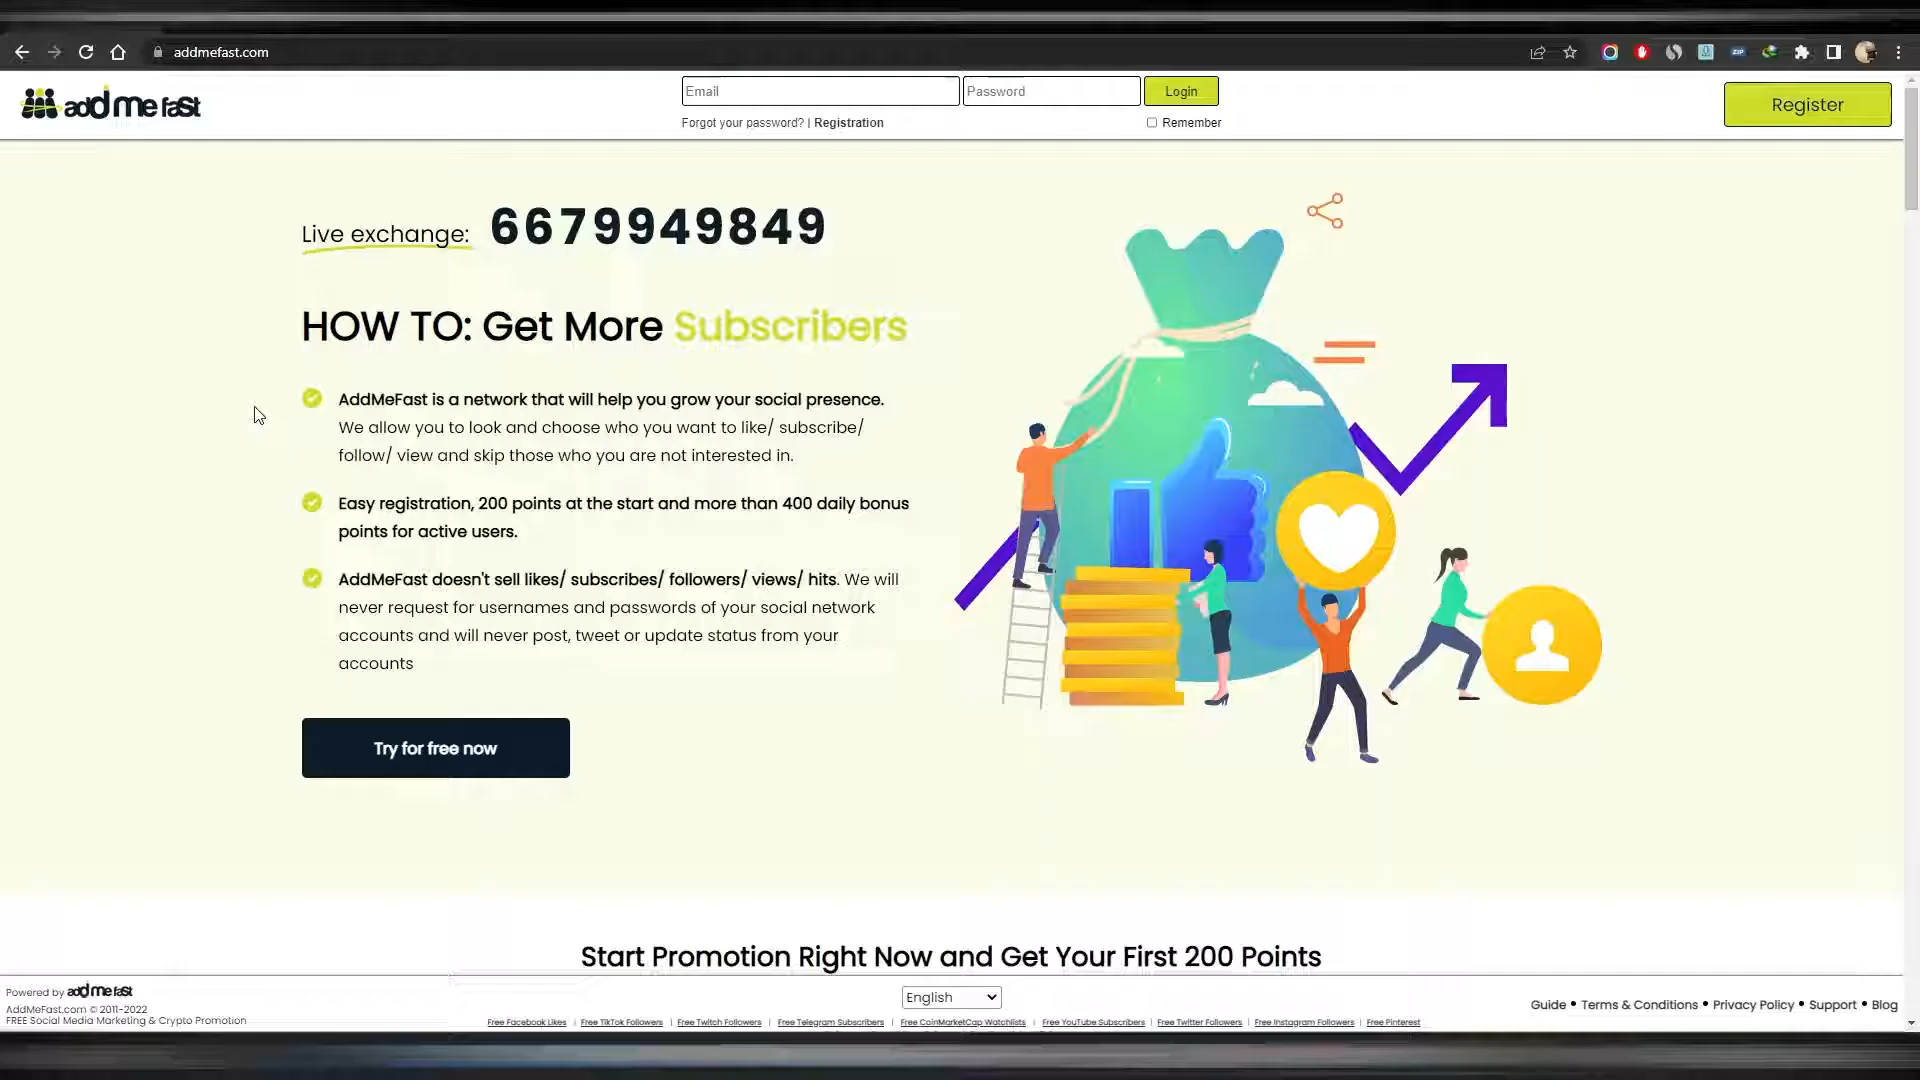 addmefast.com
ZIP
add me fast
Email
Password
Login
Register
Forgot your password? | Registration
Remember
Live exchange: 6679949849
HOW TO: Get More Subscribers
AddMeFast is a network that will help you grow your social presence.
We allow you to look and choose who you want to like/ subscribe/
follow/ view and skip those who you are not interested in.
Easy registration, 200 points at the start and more than 400 daily bonus
points for active users.
AddMeFast doesn't sell likes/ subscribes/ followers/ views/ hits. We will
never request for usernames and passwords of your social network
accounts and will never post, tweet or update status from your
accounts
Try for free now
Start Promotion Right Now and Get Your First 200 Points
Powered by add me fast
AddMeFast.com © 2011-2022
FREE Social Media Marketing & Crypto Promotion
English
Guide • Terms & Conditions • Privacy Policy • Support • Blog
Free Facebook Likes | Free TikTok Followers | Free Twitch Followers | Free Telegram Subscribers | Free CoinMarketCap Watchlists | Free YouTube Subscribers | Free Twitter Followers | Free Instagram Followers | Free Pinterest